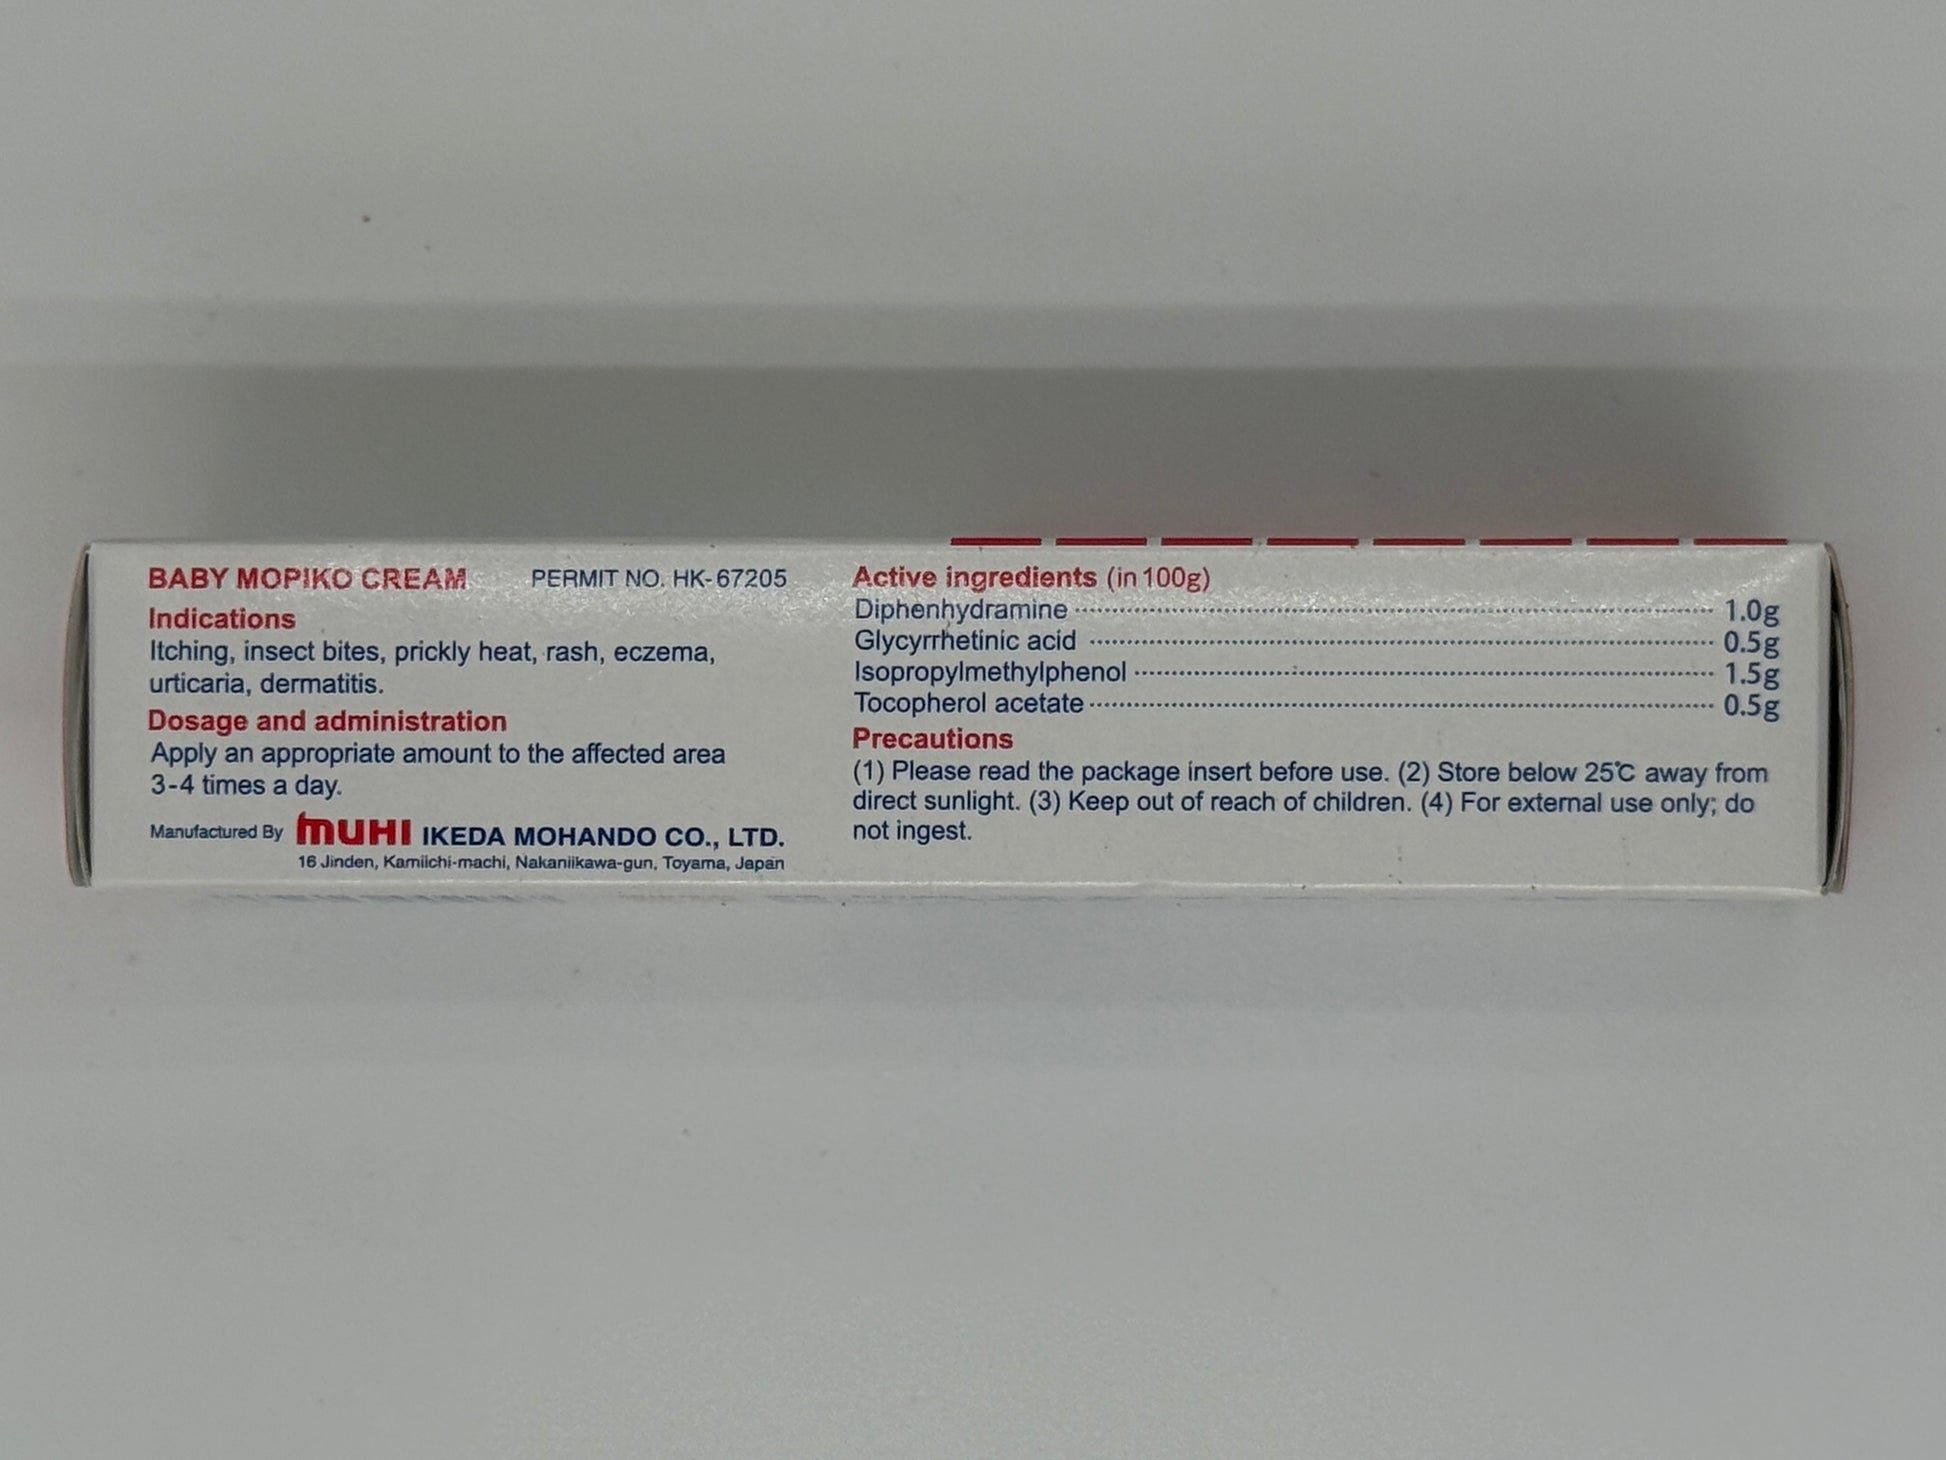 BABY MOPIKO CREAM PERMIT NO. HK-67205
Indications
Itching, insect bites, prickly heat, rash, eczema,
urticaria, dermatitis.
Dosage and administration
Apply an appropriate amount to the affected area
3-4 times a day.
Manufactured By MUHI IKEDA MOHANDO CO., LTD.
16 Jinden, Kamiichi-machi, Nakaniikawa-gun, Toyama, Japan
Active ingredients (in 100g)
Diphenhydramine 1.0g
Glycyrrhetinic acid 0.5g
Isopropylmethylphenol 1.5g
Tocopherol acetate 0.5g
Precautions
(1) Please read the package insert before use. (2) Store below 25℃ away from
direct sunlight. (3) Keep out of reach of children. (4) For external use only; do
not ingest.